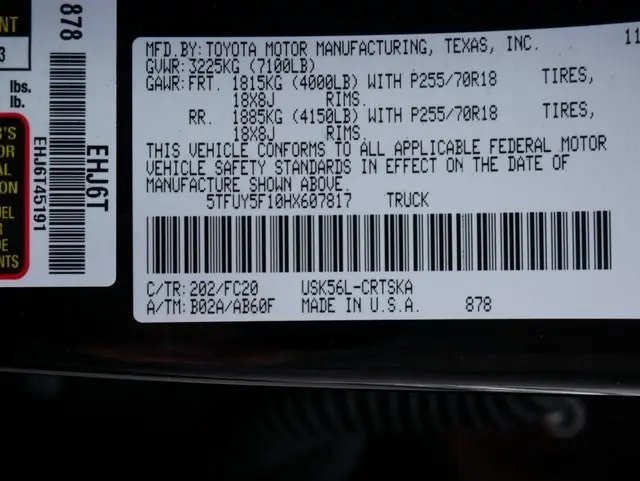 3
lbs.
lb.
878
EHJ6T
EHJ6T45191
11
MFD.BY: TOYOTA MOTOR MANUFACTURING, TEXAS, INC.
GVWR: 3225KG (7100LB)
GAWR: FRT. 1815KG (4000LB) WITH P255/70R18 TIRES,
18X8J RIMS.
RR. 1885KG (4150LB) WITH P255/70R18 TIRES,
18X8J RIMS.
THIS VEHICLE CONFORMS TO ALL APPLICABLE FEDERAL MOTOR
VEHICLE SAFETY STANDARDS IN EFFECT ON THE DATE OF
MANUFACTURE SHOWN ABOVE.
5TFUY5F10HX607817 TRUCK
C/TR: 202/FC20 USK56L-CRTSKA
A/TM: B02A/AB60F MADE IN U.S.A. 878